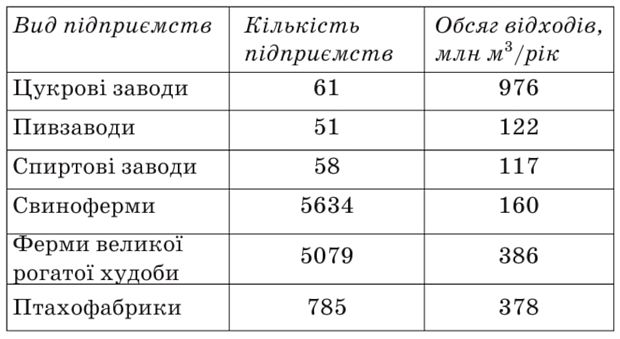 Вид підприємств Кількість підприємств Обсяг відходів, млн м³/рік
Цукрові заводи 61 976
Пивзаводи 51 122
Спиртові заводи 58 117
Свиноферми 5634 160
Ферми великої рогатої худоби 5079 386
Птахофабрики 785 378